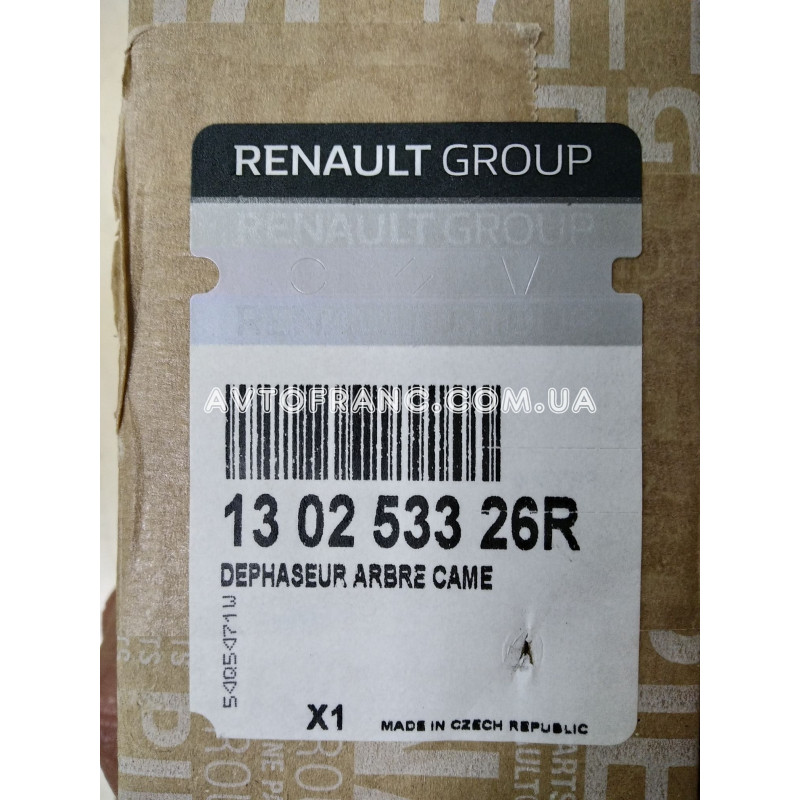 RENAULT GROUP
RENAULT GROUP
AVTOFRANC.COM.UA
13 02 533 26R
DEPHASEUR ARBRE CAME
X1
MADE IN CZECH REPUBLIC